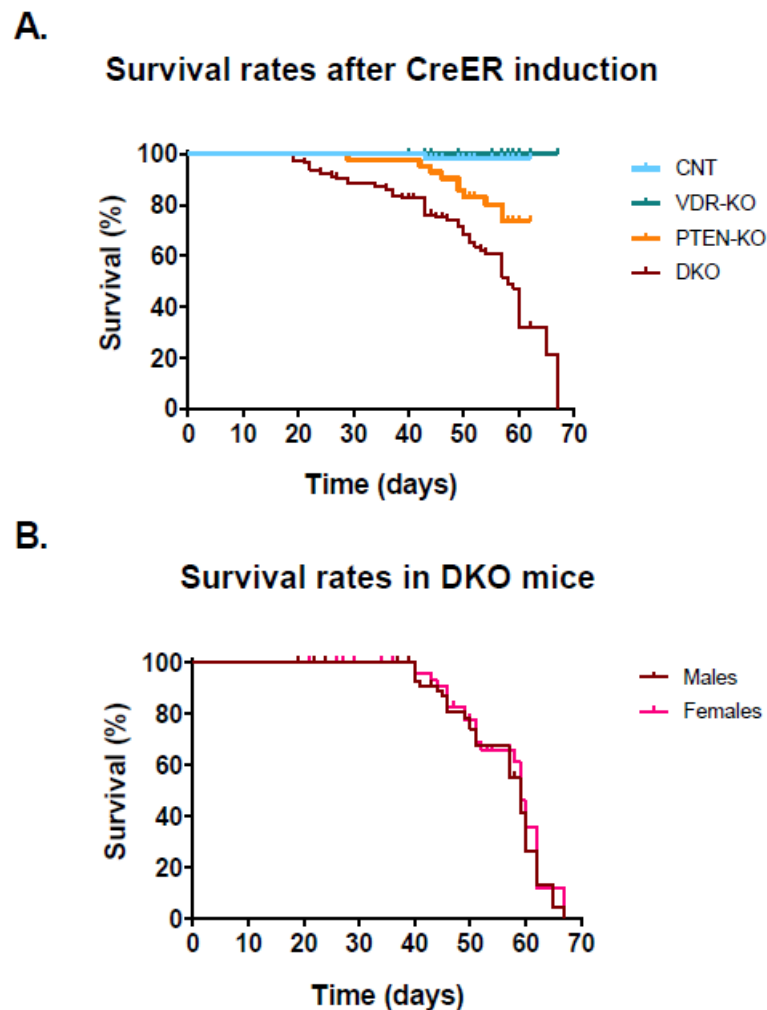 A.
Survival rates after CreER induction
Survival (%)
100
80
60
40
20
0
0 10 20 30 40 50 60 70
Time (days)
CNT
VDR-KO
PTEN-KO
DKO
B.
Survival rates in DKO mice
Survival (%)
100
80
60
40
20
0
0 10 20 30 40 50 60 70
Time (days)
Males
Females